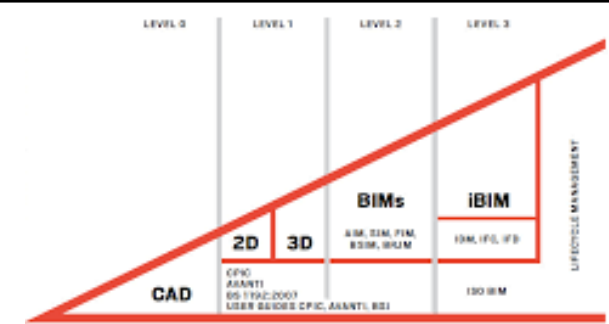 LEVEL 0
LEVEL 1
LEVEL 2
LEVEL 3
BIMs
iBIM
2D
3D
AIM, SIM, FIM,
BSIM, BRIM
IDM, IFC, IFD
CAD
CPIC
AVANTI
BS 1192:2007
USER GUIDES CPIC, AVANTI, BSI
ISO BIM
LIFECYCLE MANAGEMENT